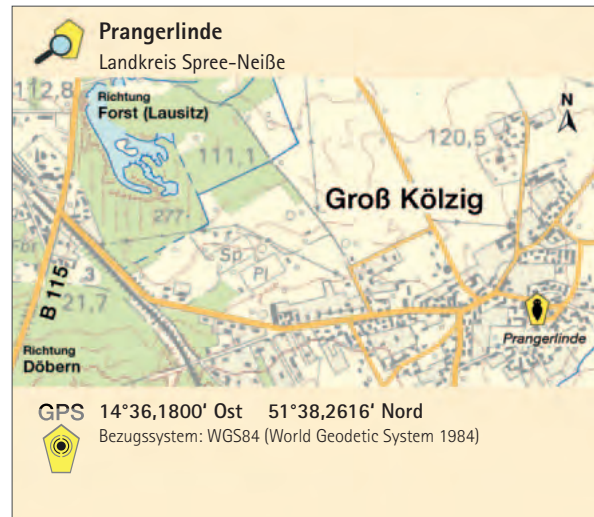 Prangerlinde
Landkreis Spree-Neiße
112,8
Richtung
Forst (Lausitz)
N
120,5
111,1
Groß Kölzig
277
Sp
Pl
Fbr
3
B 115
21,7
Prangerlinde
Richtung
Döbern
GPS 14°36,1800' Ost 51°38,2616' Nord
Bezugssystem: WGS84 (World Geodetic System 1984)